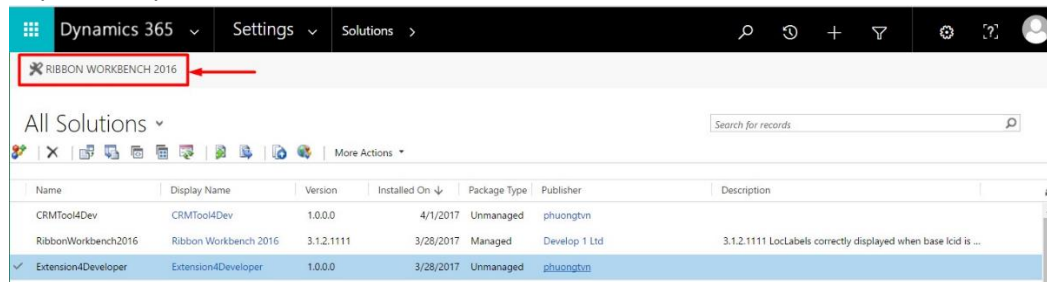 Dynamics 365 Settings Solutions >
RIBBON WORKBENCH 2016
All Solutions
Search for records
More Actions
Name Display Name Version Installed On ↓ Package Type Publisher Description
CRMTool4Dev CRMTool4Dev 1.0.0.0 4/1/2017 Unmanaged phuongtvn
RibbonWorkbench2016 Ribbon Workbench 2016 3.1.2.1111 3/28/2017 Managed Develop 1 Ltd 3.1.2.1111 LocLabels correctly displayed when base lcid is ...
Extension4Developer Extension4Developer 1.0.0.0 3/28/2017 Unmanaged phuongtvn